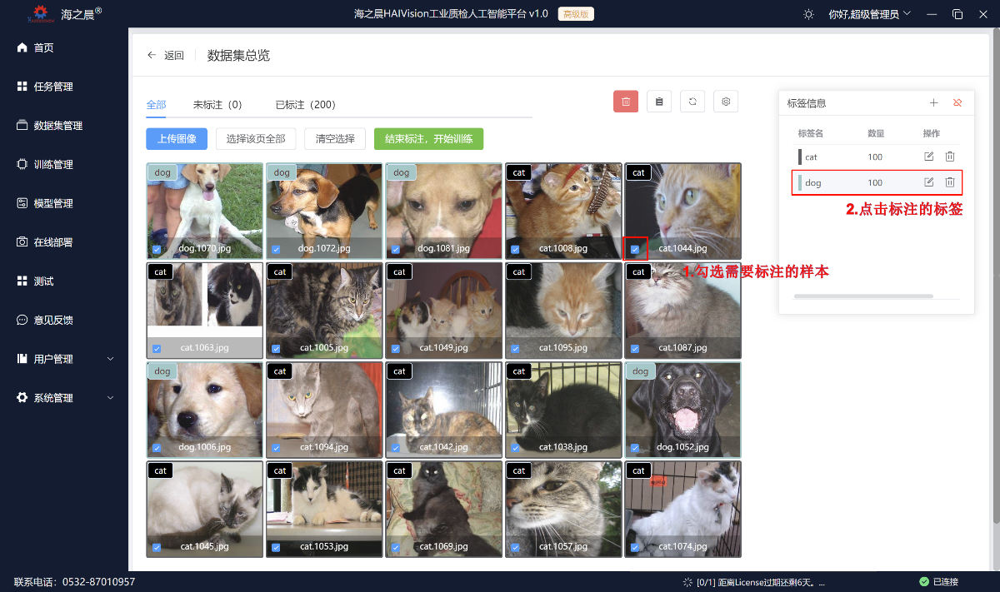 海之晨®
海之晨HAIVision工业质检人工智能平台 v1.0 高级版
你好,超级管理员
首页
任务管理
数据集管理
训练管理
模型管理
在线部署
测试
意见反馈
用户管理
系统管理
返回 数据集总览
全部 未标注（0） 已标注（200）
上传图像 选择该页全部 清空选择 结束标注，开始训练
dog dog dog cat cat
dog.1070.jpg dog.1072.jpg dog.1081.jpg cat.1008.jpg cat.1044.jpg
cat cat cat cat cat
cat.1063.jpg cat.1005.jpg cat.1049.jpg cat.1095.jpg cat.1087.jpg
dog cat cat cat dog
dog.1006.jpg cat.1094.jpg cat.1042.jpg cat.1038.jpg dog.1052.jpg
cat cat cat cat cat
cat.1045.jpg cat.1053.jpg cat.1069.jpg cat.1057.jpg cat.1074.jpg
1.勾选需要标注的样本
标签信息
标签名 数量 操作
cat 100
dog 100
2.点击标注的标签
联系电话：0532-87010957
[0/1] 距离License过期还剩6天。...
已连接